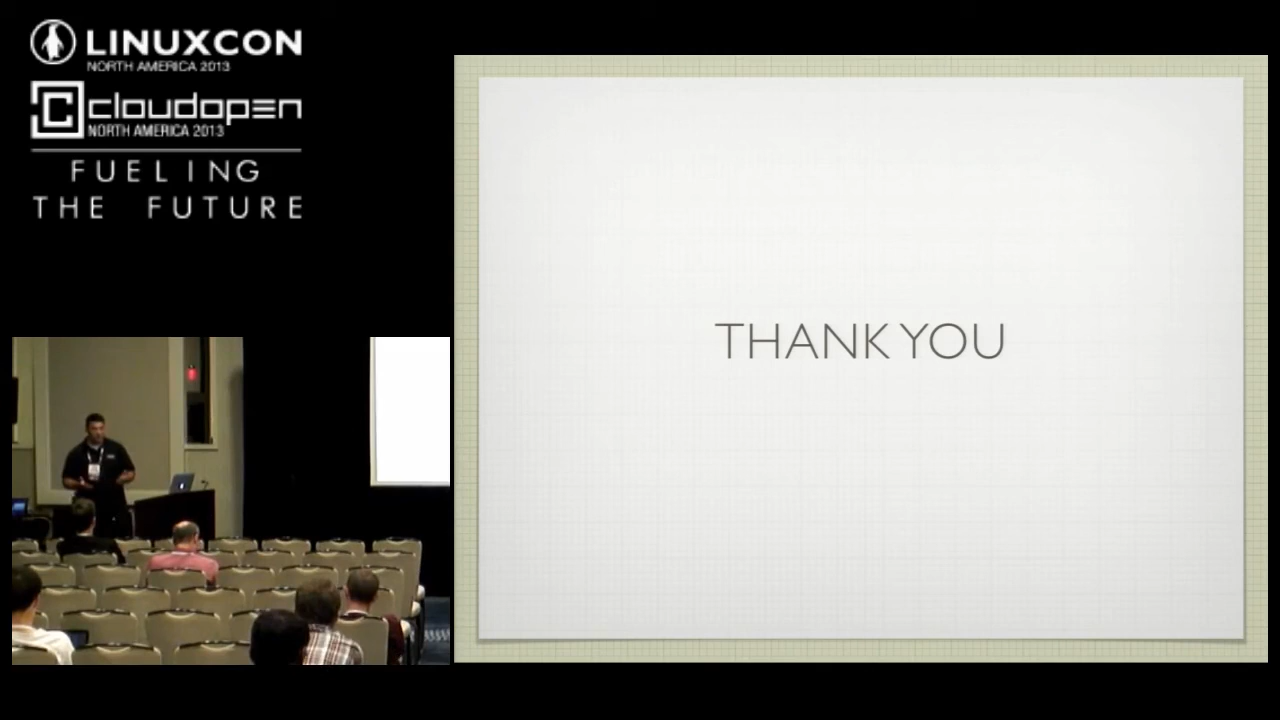 LINUXCON
NORTH AMERICA 2013
cloudopen
NORTH AMERICA 2013
FUELING
THE FUTURE
THANK YOU